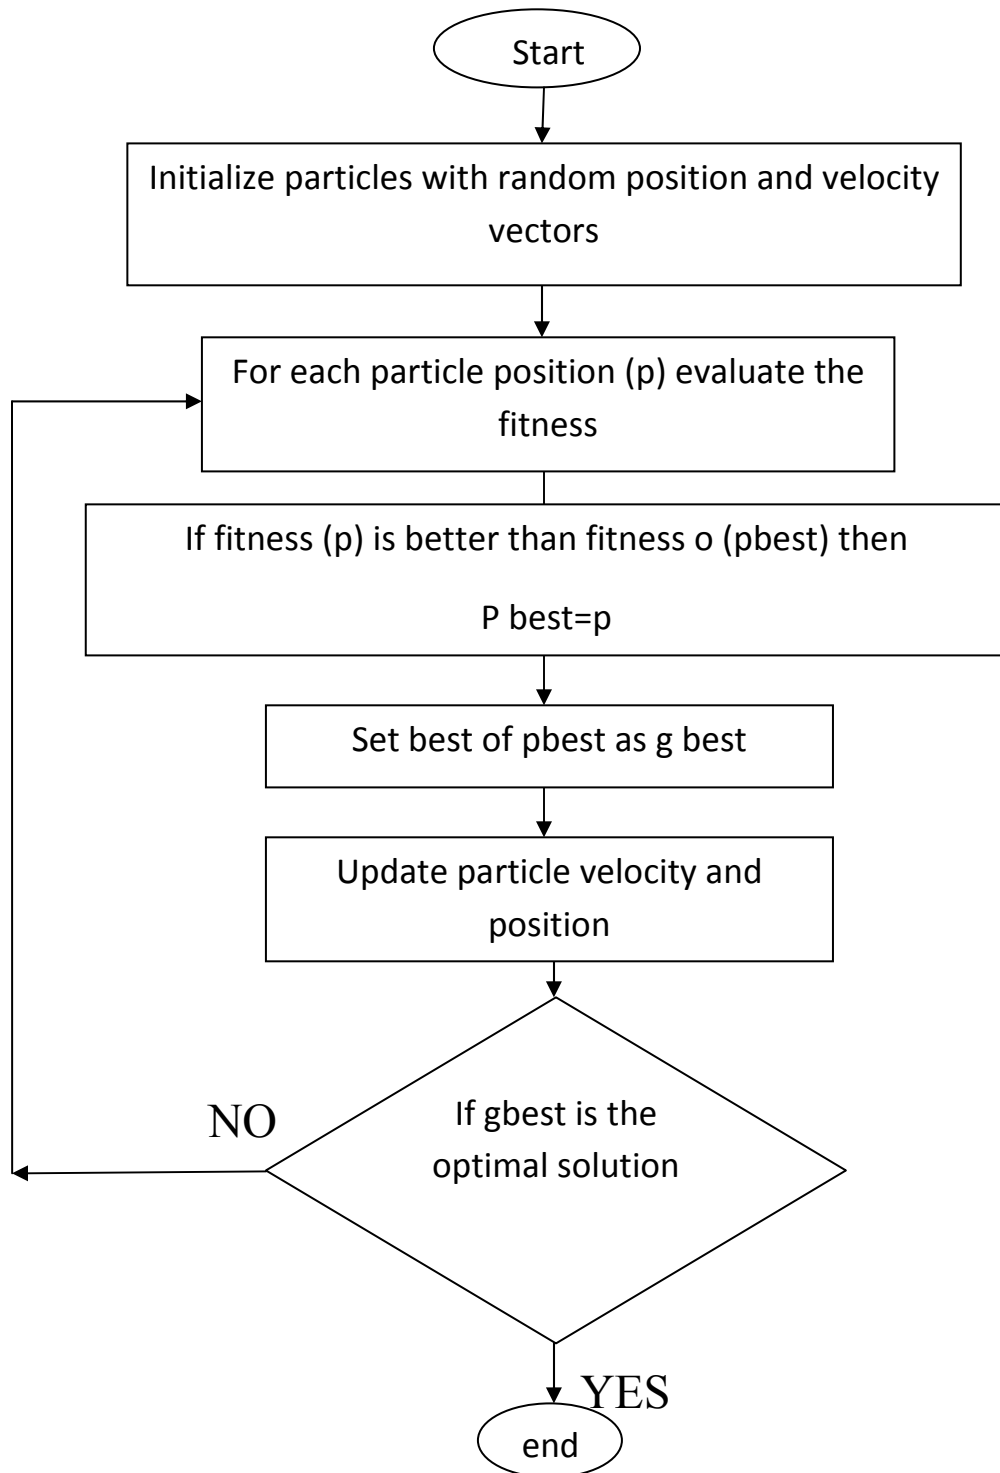 Start
Initialize particles with random position and velocity
vectors
For each particle position (p) evaluate the
fitness
If fitness (p) is better than fitness o (pbest) then
P best=p
Set best of pbest as g best
Update particle velocity and
position
If gbest is the
optimal solution
NO
YES
end